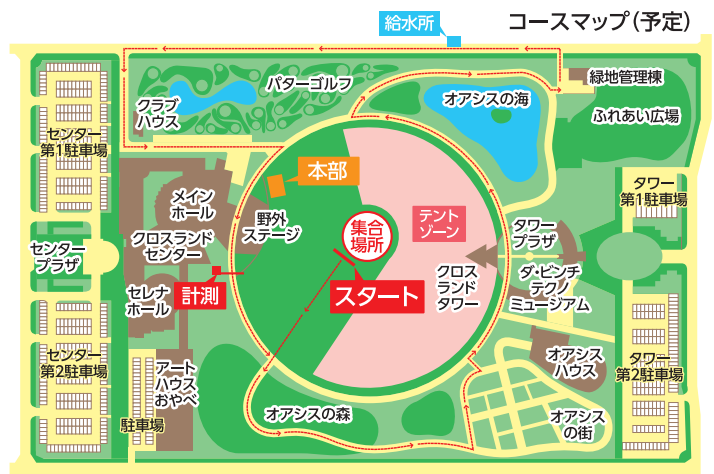 コースマップ（予定）
給水所
パターゴルフ
緑地管理棟
クラブ
ハウス
オアシスの海
ふれあい広場
センター
第1駐車場
本部
タワー
第1駐車場
メイン
ホール
野外
ステージ
集合
場所
テント
ゾーン
タワー
プラザ
クロスランド
センター
センター
プラザ
クロス
ランド
タワー
ダ・ビンチ
テクノ
ミュージアム
計測
スタート
セレナ
ホール
センター
第2駐車場
アート
ハウス
おやべ
オアシス
ハウス
タワー
第2駐車場
駐車場
オアシスの森
オアシス
の街